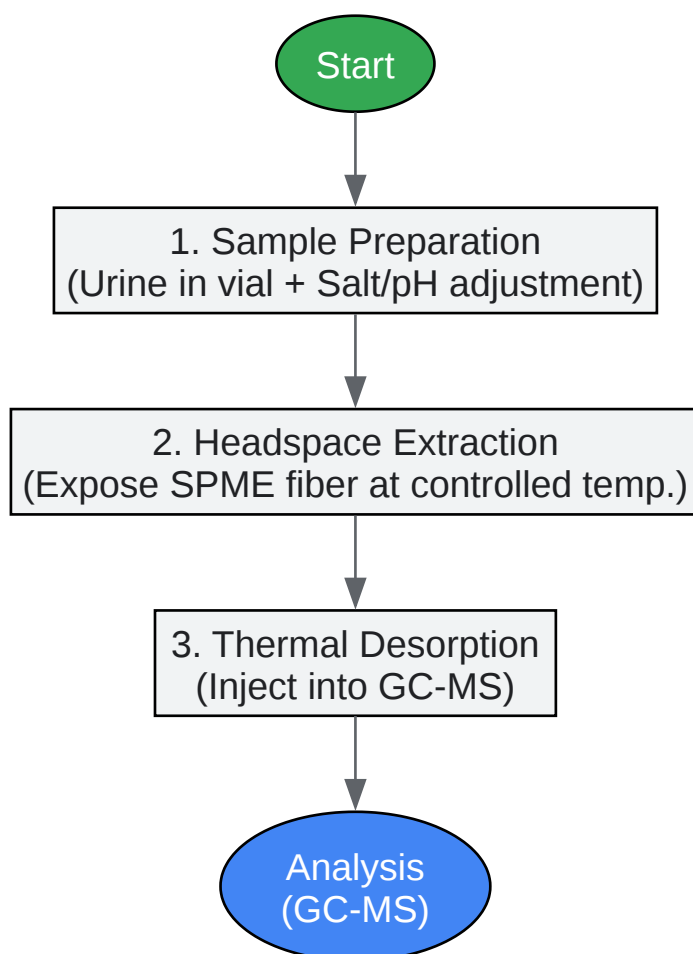 Start
1. Sample Preparation
(Urine in vial + Salt/pH adjustment)
2. Headspace Extraction
(Expose SPME fiber at controlled temp.)
3. Thermal Desorption
(Inject into GC-MS)
Analysis
(GC-MS)